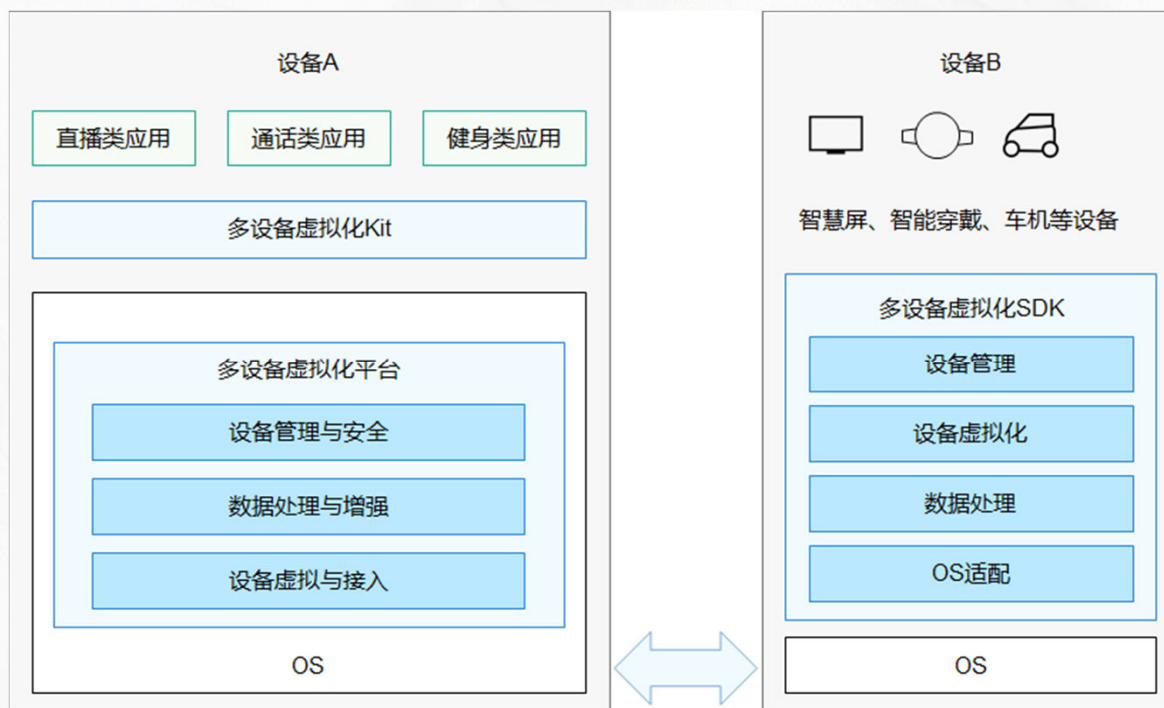 设备A
直播类应用
通话类应用
健身类应用
多设备虚拟化Kit
多设备虚拟化平台
设备管理与安全
数据处理与增强
设备虚拟与接入
OS
设备B
智慧屏、智能穿戴、车机等设备
多设备虚拟化SDK
设备管理
设备虚拟化
数据处理
OS适配
OS